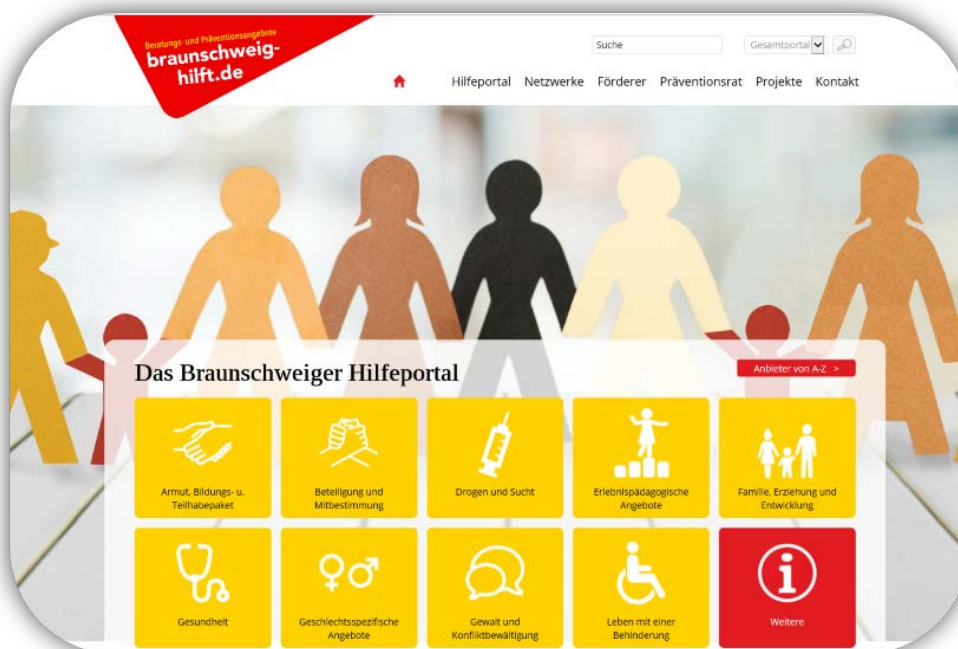 Beratungs- und Präventionsangebote
braunschweig-
hilft.de
Suche
Gesamtportal
Hilfeportal Netzwerke Förderer Präventionsrat Projekte Kontakt
Das Braunschweiger Hilfeportal
Anbieter von A-Z >
Armut, Bildungs- u.
Teilhabepaket
Beteiligung und
Mitbestimmung
Drogen und Sucht
Erlebnispädagogische
Angebote
Familie, Erziehung und
Entwicklung
Gesundheit
Geschlechtsspezifische
Angebote
Gewalt und
Konfliktbewältigung
Leben mit einer
Behinderung
Weitere